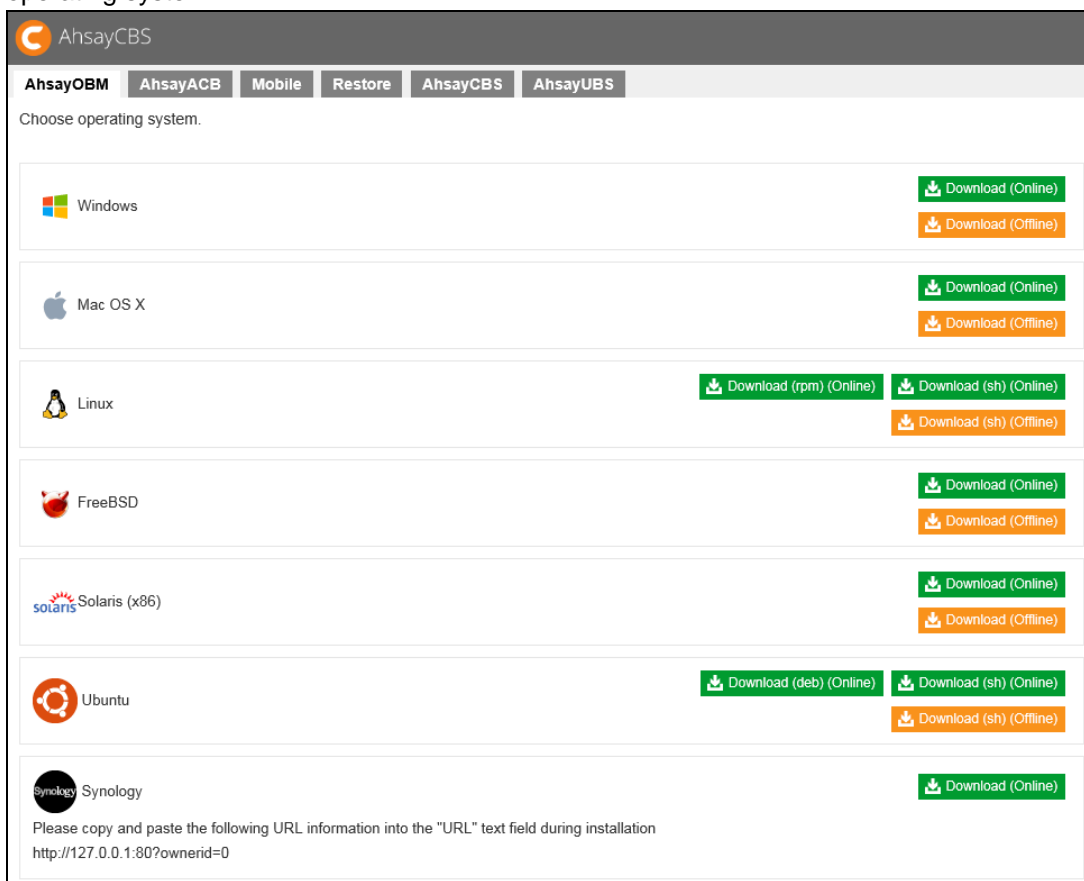 AhsayCBS
AhsayOBM AhsayACB Mobile Restore AhsayCBS AhsayUBS
Choose operating system.
Windows
Download (Online)
Download (Offline)
Mac OS X
Download (Online)
Download (Offline)
Linux
Download (rpm) (Online) Download (sh) (Online)
Download (sh) (Offline)
FreeBSD
Download (Online)
Download (Offline)
solaris Solaris (x86)
Download (Online)
Download (Offline)
Ubuntu
Download (deb) (Online) Download (sh) (Online)
Download (sh) (Offline)
Synology Synology
Download (Online)
Please copy and paste the following URL information into the "URL" text field during installation
http://127.0.0.1:80?ownerid=0